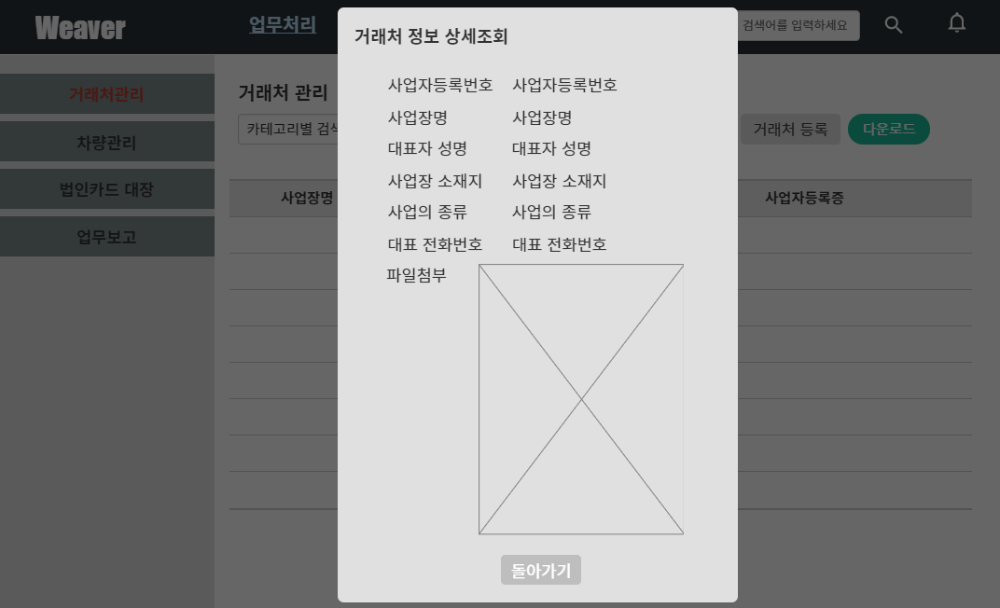 Weaver
업무처리
검색어를 입력하세요
거래처관리
차량관리
법인카드 대장
업무보고
거래처 관리
카테고리별 검색
거래처 등록
다운로드
사업장명
사업자등록증
거래처 정보 상세조회
사업자등록번호 사업자등록번호
사업장명 사업장명
대표자 성명 대표자 성명
사업장 소재지 사업장 소재지
사업의 종류 사업의 종류
대표 전화번호 대표 전화번호
파일첨부
돌아가기